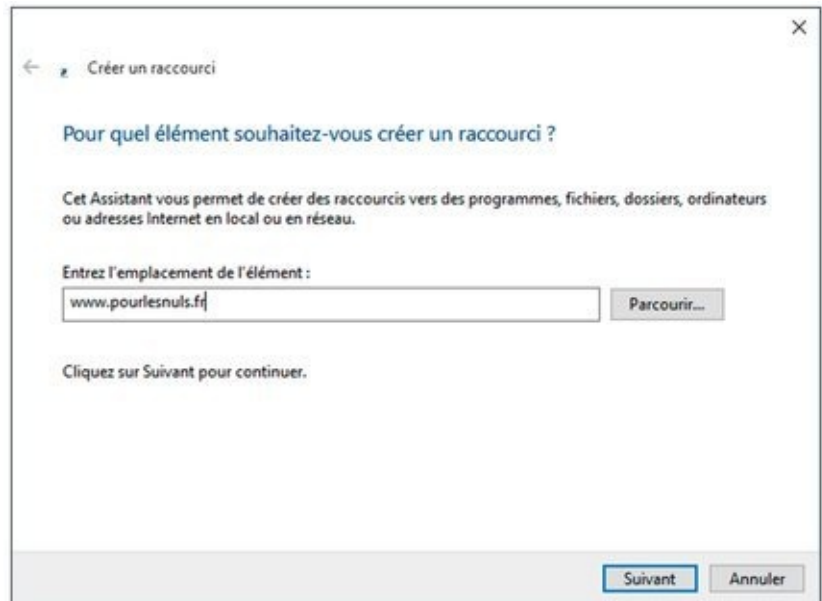 Créer un raccourci
Pour quel élément souhaitez-vous créer un raccourci ?
Cet Assistant vous permet de créer des raccourcis vers des programmes, fichiers, dossiers, ordinateurs
ou adresses Internet en local ou en réseau.
Entrez l'emplacement de l'élément :
www.pourlesnuls.fr
Parcourir...
Cliquez sur Suivant pour continuer.
Suivant
Annuler